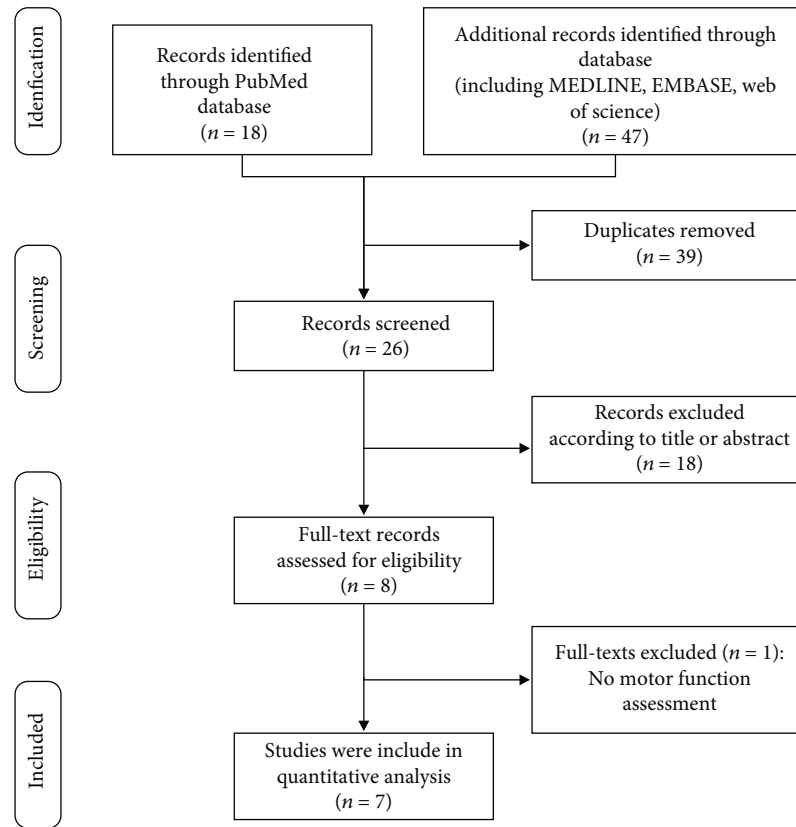 Idenfication
Records identified
through PubMed
database
(n = 18)
Additional records identified through
database
(including MEDLINE, EMBASE, web
of science)
(n = 47)
Duplicates removed
(n = 39)
Screening
Records screened
(n = 26)
Records excluded
according to title or abstract
(n = 18)
Eligibility
Full-text records
assessed for eligibility
(n = 8)
Full-texts excluded (n = 1):
No motor function
assessment
Included
Studies were include in
quantitative analysis
(n = 7)